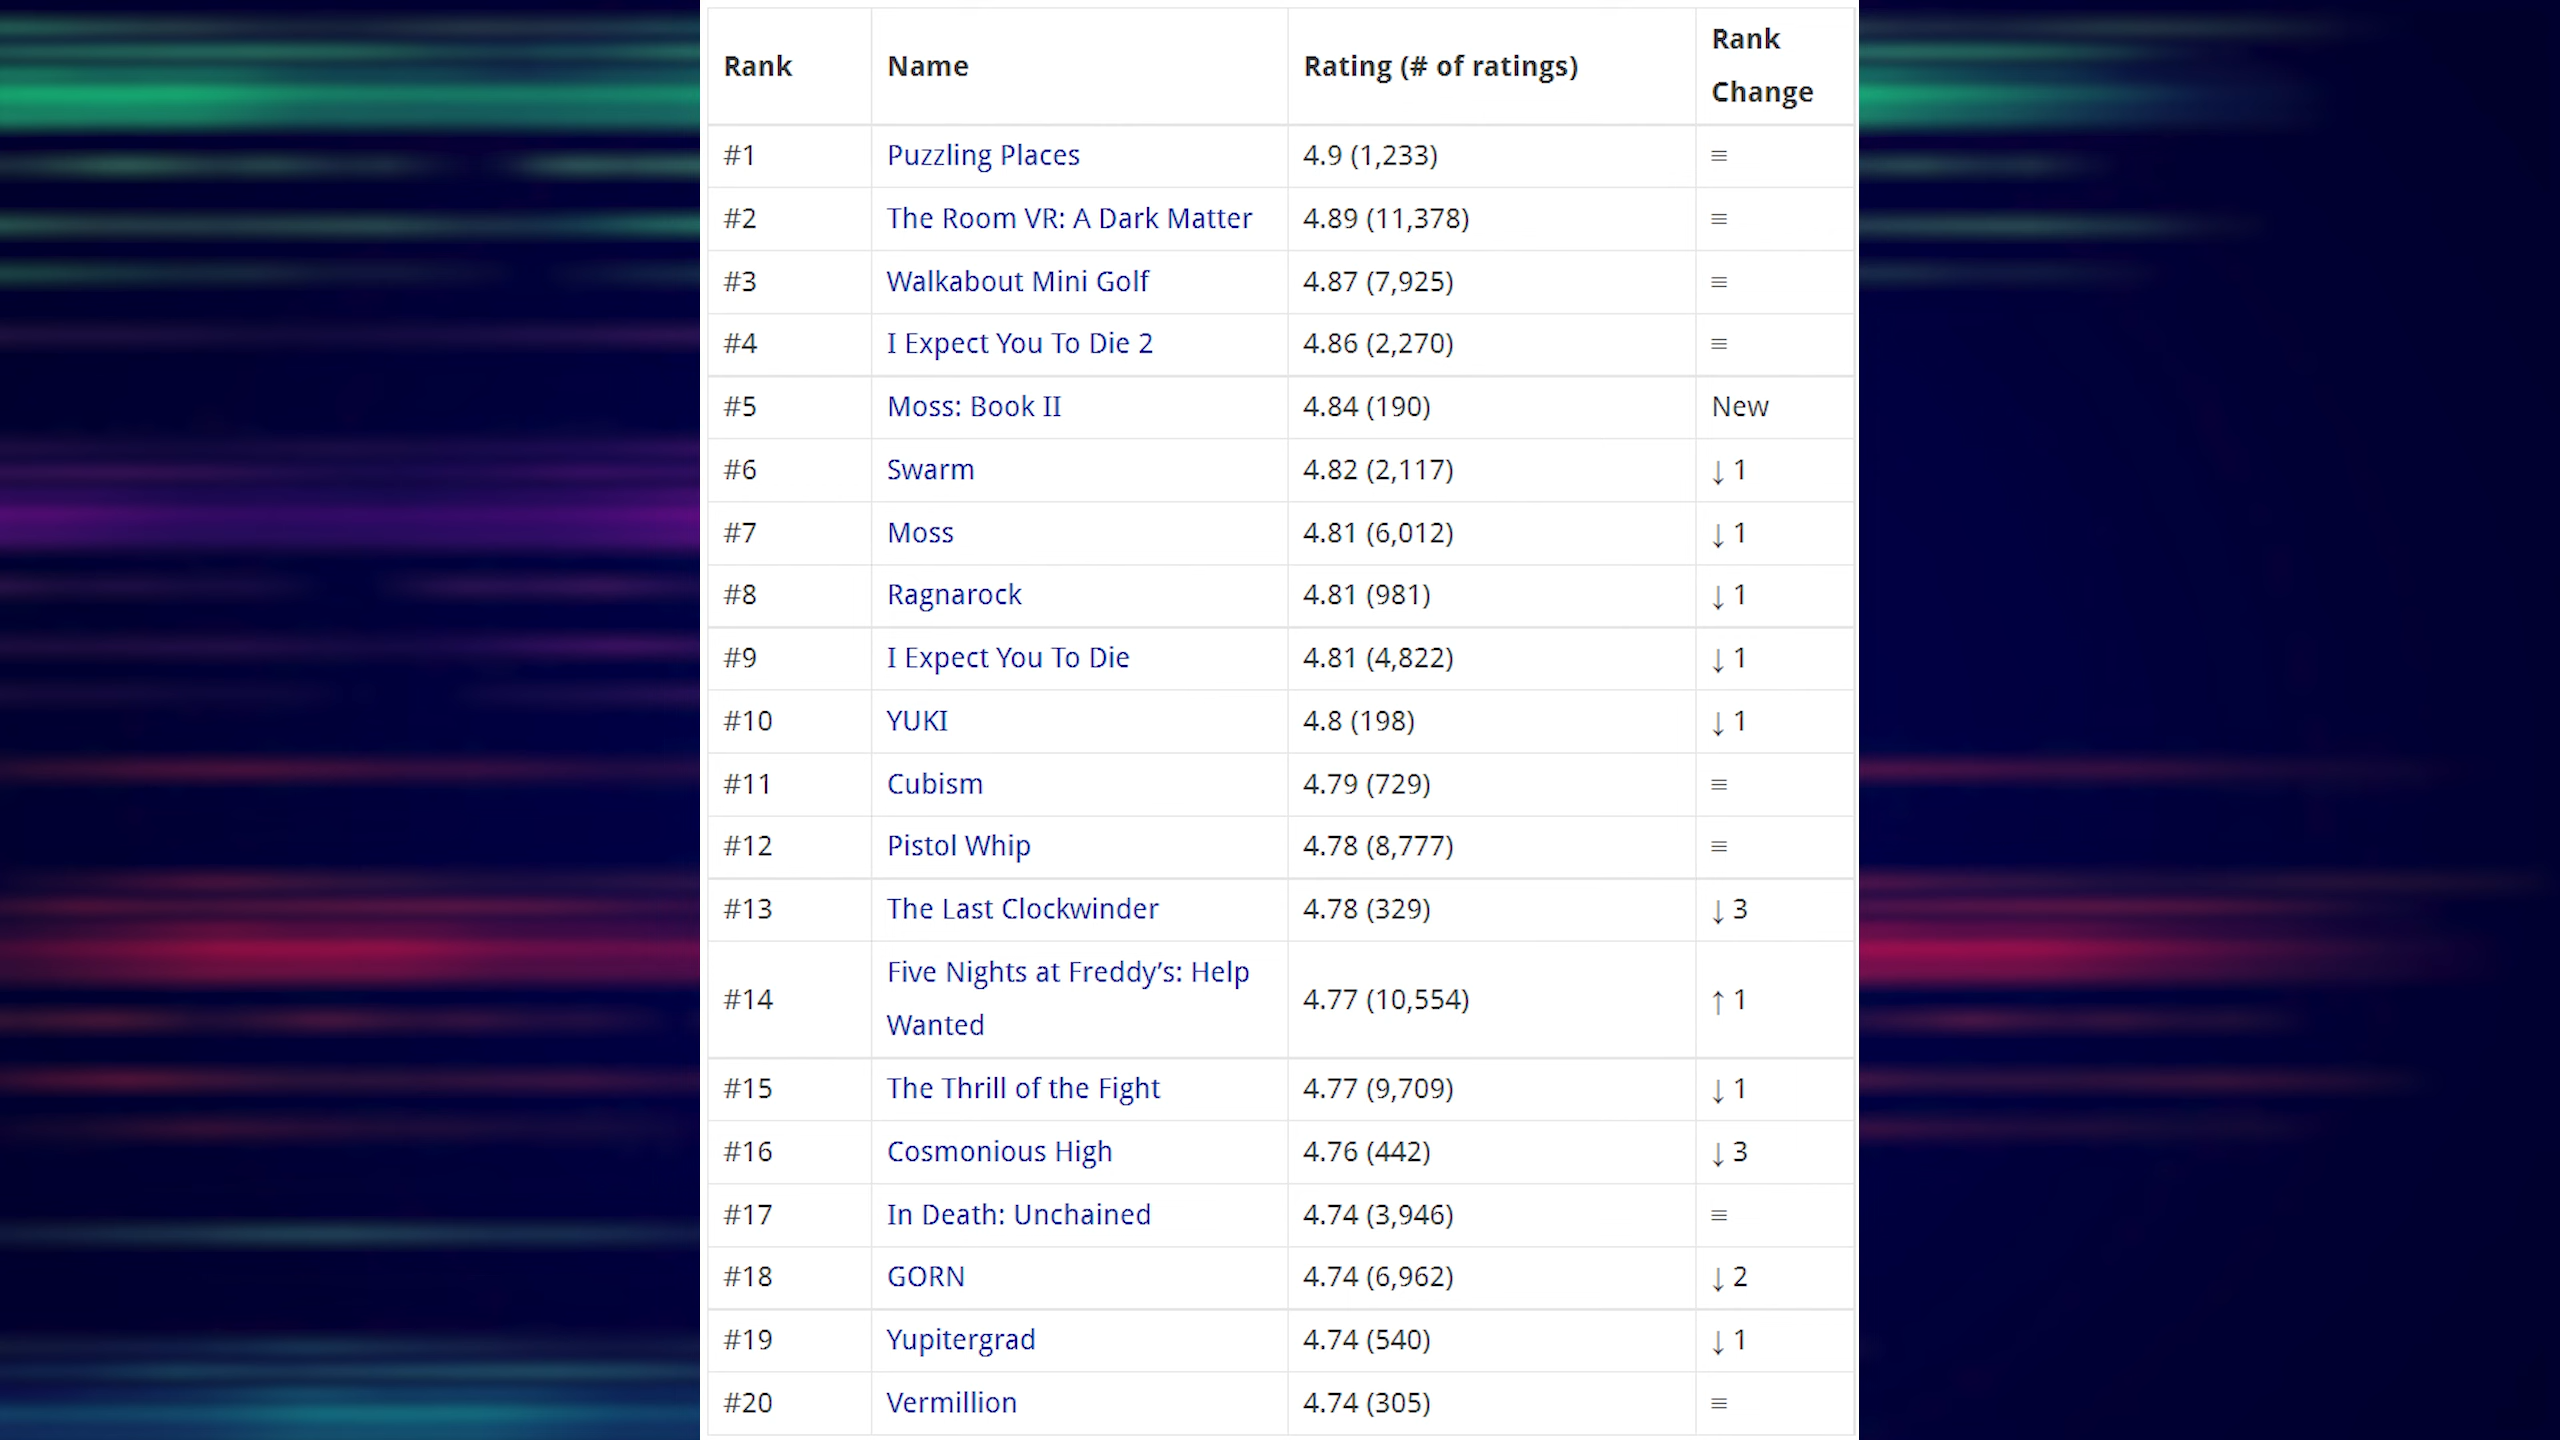 Rank Name Rating (# of ratings) Rank Change
#1 Puzzling Places 4.9 (1,233) ≡
#2 The Room VR: A Dark Matter 4.89 (11,378) ≡
#3 Walkabout Mini Golf 4.87 (7,925) ≡
#4 I Expect You To Die 2 4.86 (2,270) ≡
#5 Moss: Book II 4.84 (190) New
#6 Swarm 4.82 (2,117) ↓ 1
#7 Moss 4.81 (6,012) ↓ 1
#8 Ragnarock 4.81 (981) ↓ 1
#9 I Expect You To Die 4.81 (4,822) ↓ 1
#10 YUKI 4.8 (198) ↓ 1
#11 Cubism 4.79 (729) ≡
#12 Pistol Whip 4.78 (8,777) ≡
#13 The Last Clockwinder 4.78 (329) ↓ 3
#14 Five Nights at Freddy’s: Help Wanted 4.77 (10,554) ↑ 1
#15 The Thrill of the Fight 4.77 (9,709) ↓ 1
#16 Cosmonious High 4.76 (442) ↓ 3
#17 In Death: Unchained 4.74 (3,946) ≡
#18 GORN 4.74 (6,962) ↓ 2
#19 Yupitergrad 4.74 (540) ↓ 1
#20 Vermillion 4.74 (305) ≡